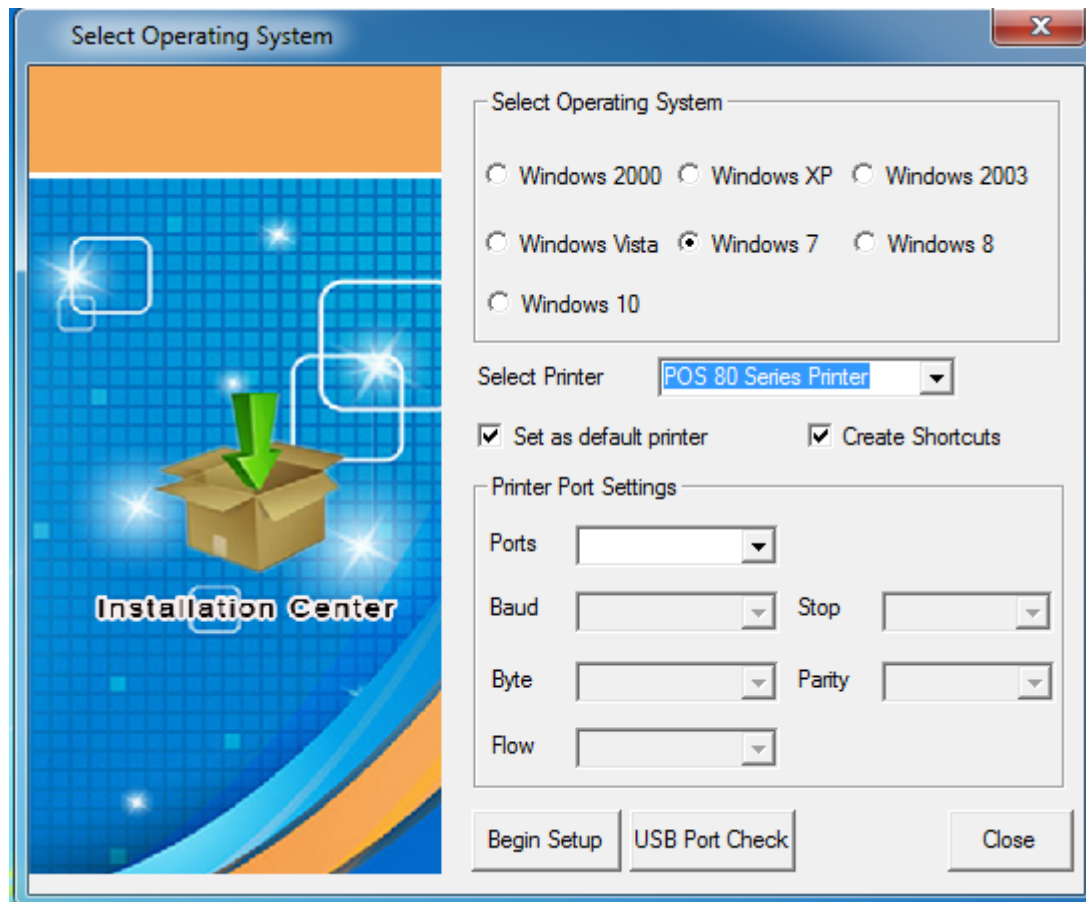 Select Operating System
Select Operating System
Windows 2000 Windows XP Windows 2003
Windows Vista Windows 7 Windows 8
Windows 10
Select Printer POS 80 Series Printer
Set as default printer Create Shortcuts
Printer Port Settings
Ports
Baud Stop
Byte Parity
Flow
Installation Center
Begin Setup USB Port Check Close